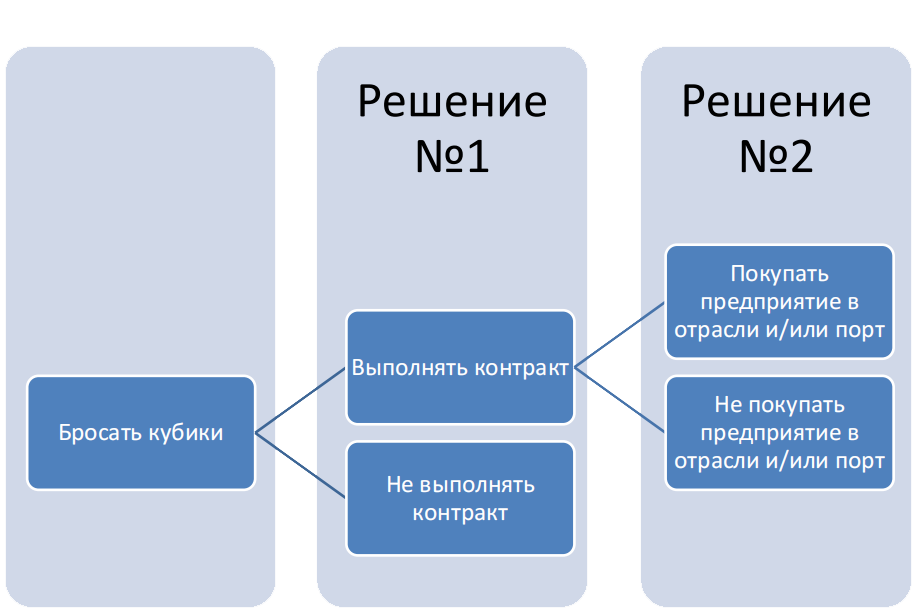 Решение
№1
Решение
№2
Бросать кубики
Выполнять контракт
Не выполнять
контракт
Покупать
предприятие в
отрасли и/или порт
Не покупать
предприятие в
отрасли и/или порт